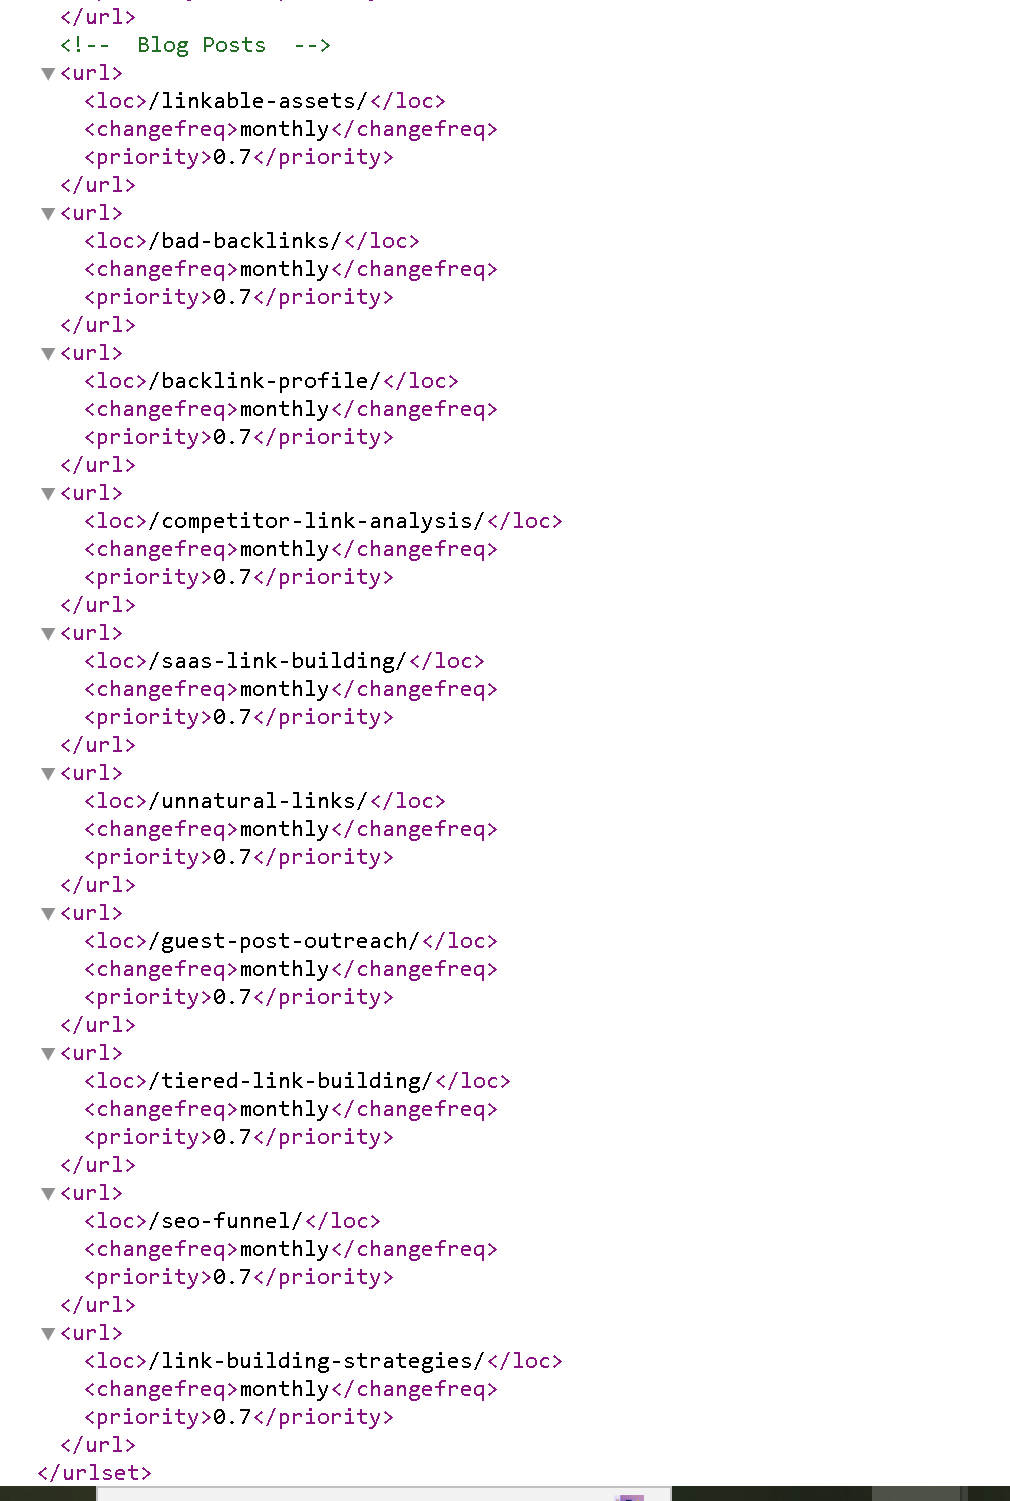 </url>
<!--  Blog Posts  -->
<url>
<loc>/linkable-assets/</loc>
<changefreq>monthly</changefreq>
<priority>0.7</priority>
</url>
<url>
<loc>/bad-backlinks/</loc>
<changefreq>monthly</changefreq>
<priority>0.7</priority>
</url>
<url>
<loc>/backlink-profile/</loc>
<changefreq>monthly</changefreq>
<priority>0.7</priority>
</url>
<url>
<loc>/competitor-link-analysis/</loc>
<changefreq>monthly</changefreq>
<priority>0.7</priority>
</url>
<url>
<loc>/saas-link-building/</loc>
<changefreq>monthly</changefreq>
<priority>0.7</priority>
</url>
<url>
<loc>/unnatural-links/</loc>
<changefreq>monthly</changefreq>
<priority>0.7</priority>
</url>
<url>
<loc>/guest-post-outreach/</loc>
<changefreq>monthly</changefreq>
<priority>0.7</priority>
</url>
<url>
<loc>/tiered-link-building/</loc>
<changefreq>monthly</changefreq>
<priority>0.7</priority>
</url>
<url>
<loc>/seo-funnel/</loc>
<changefreq>monthly</changefreq>
<priority>0.7</priority>
</url>
<url>
<loc>/link-building-strategies/</loc>
<changefreq>monthly</changefreq>
<priority>0.7</priority>
</url>
</urlset>